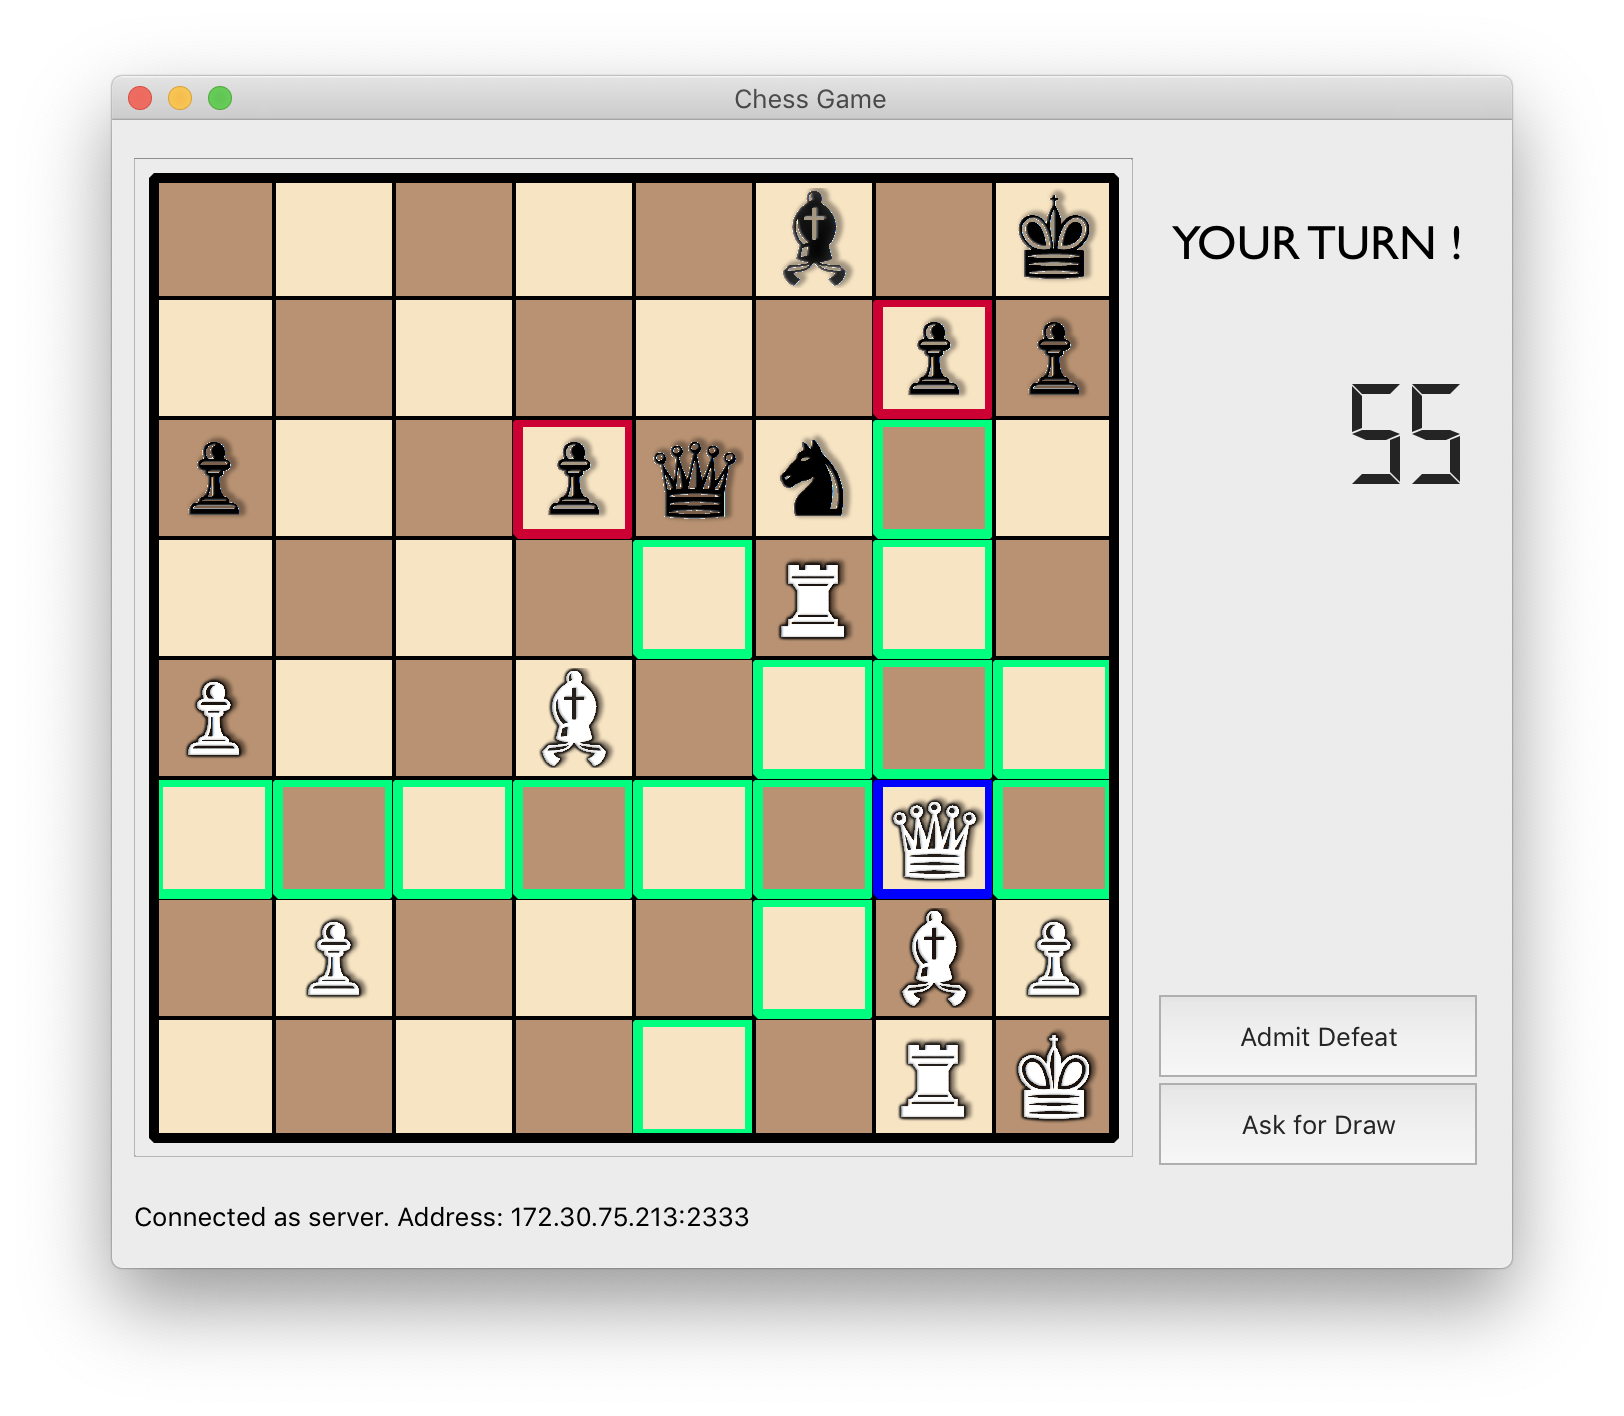 Chess Game
YOUR TURN !
55
Admit Defeat
Ask for Draw
Connected as server. Address: 172.30.75.213:2333